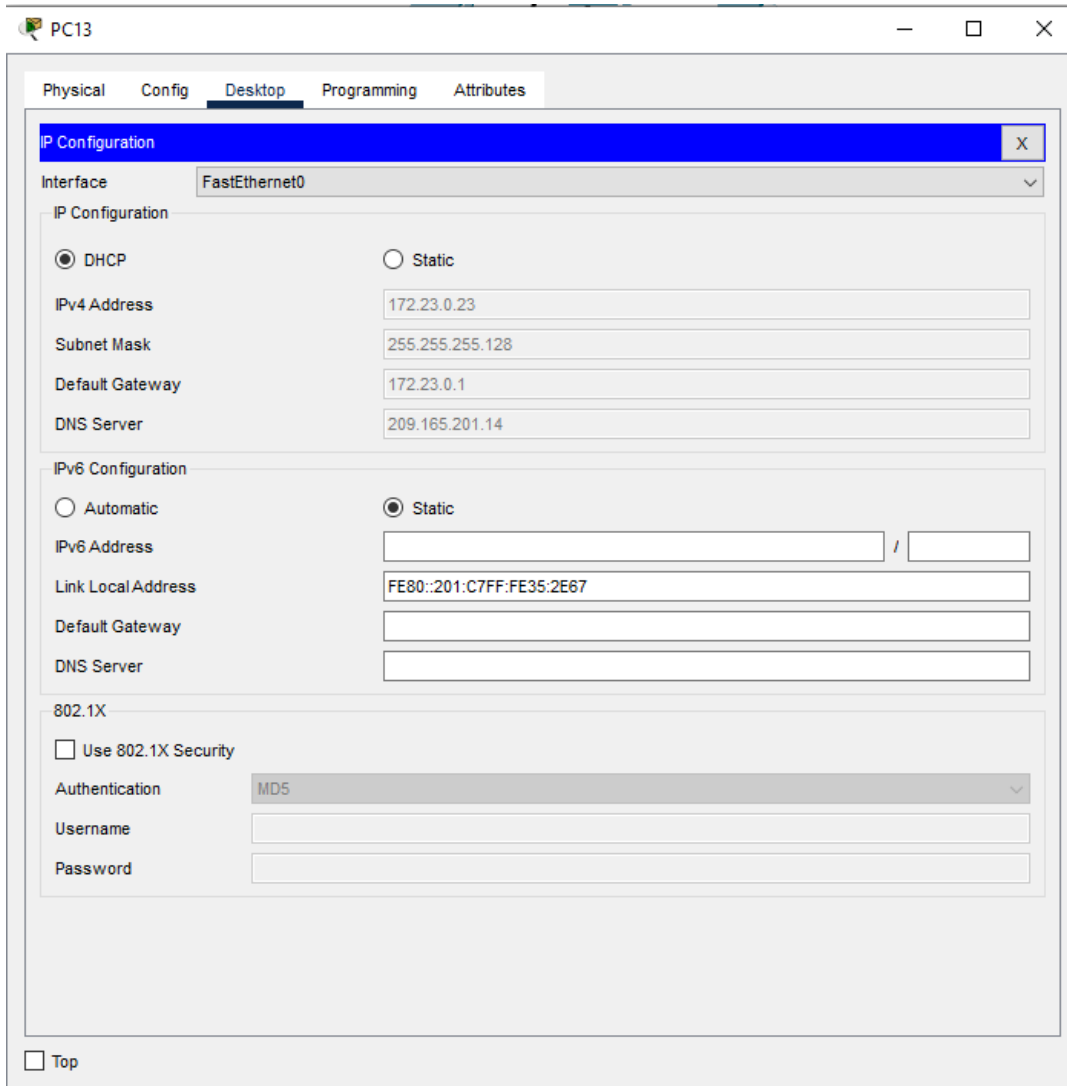 PC13
Physical Config Desktop Programming Attributes
IP Configuration X
Interface FastEthernet0
IP Configuration
DHCP Static
IPv4 Address 172.23.0.23
Subnet Mask 255.255.255.128
Default Gateway 172.23.0.1
DNS Server 209.165.201.14
IPv6 Configuration
Automatic Static
IPv6 Address /
Link Local Address FE80::201:C7FF:FE35:2E67
Default Gateway
DNS Server
802.1X
Use 802.1X Security
Authentication MD5
Username
Password
Top